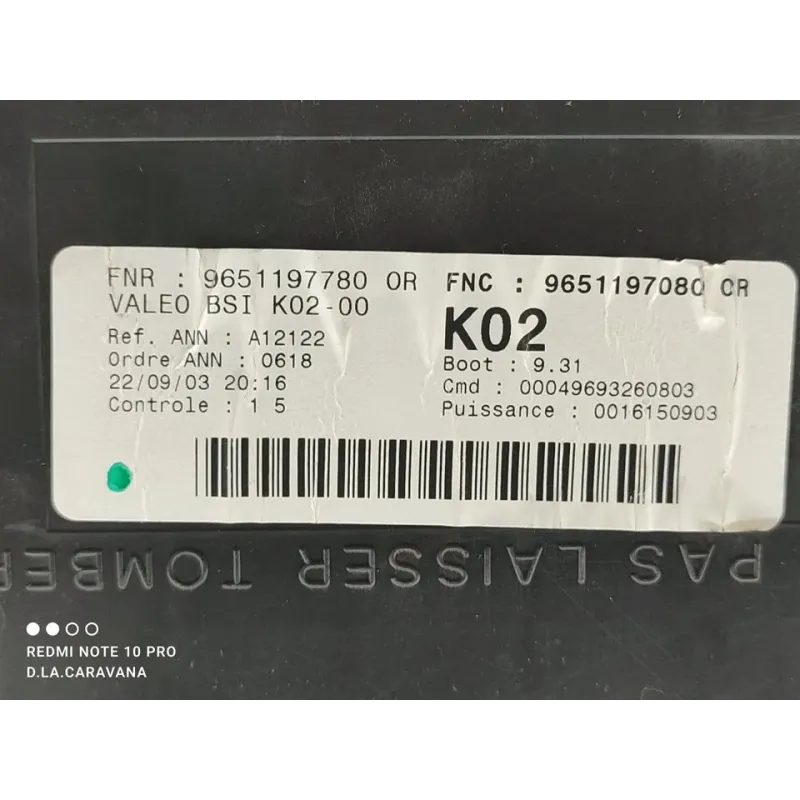 FNR : 9651197780 0R FNC : 9651197080 CR
VALEO BSI K02-00
K02
Ref. ANN : A12122
Boot : 9.31
Ordre ANN : 0618
Cmd : 00049693260803
22/09/03 20:16
Puissance : 0016150903
Controle : 1 5
PAS LAISSER TOMBER
REDMI NOTE 10 PRO
D.LA.CARAVANA